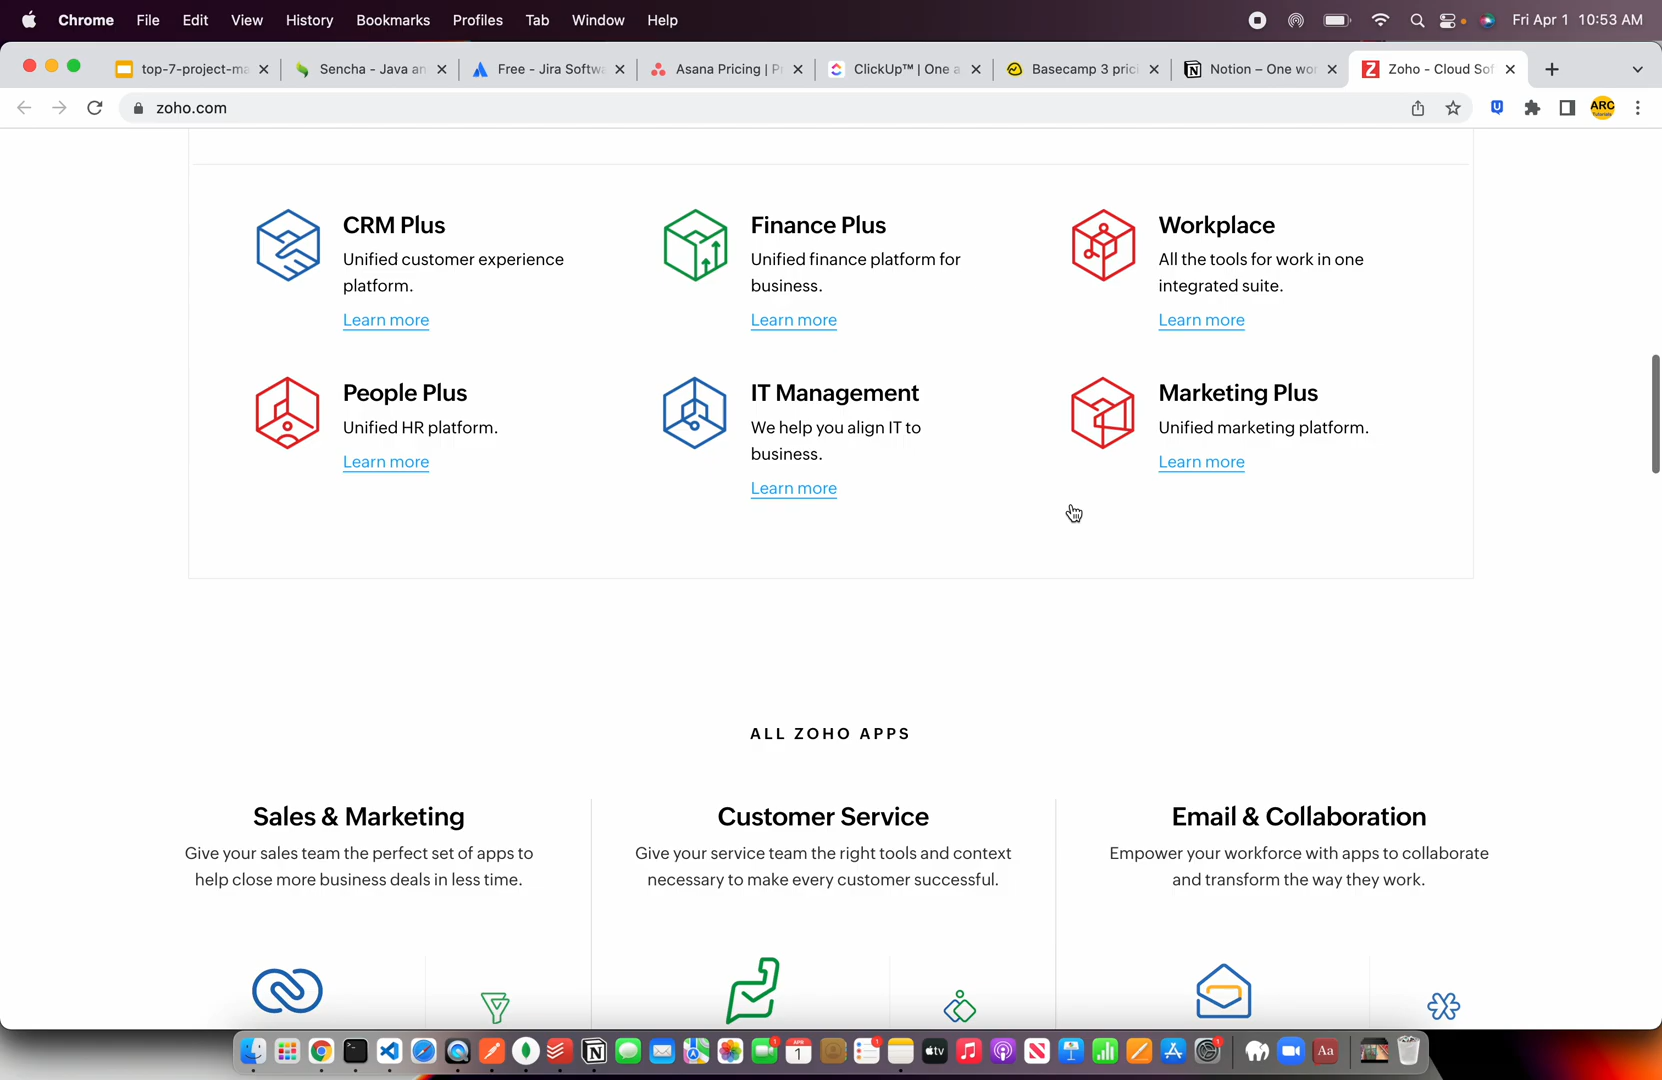 Chrome File Edit View History Bookmarks Profiles Tab Window Help Fri Apr 1 10:53 AM
top-7-project-ma Sencha - Java an Free - Jira Softwa Asana Pricing | P ClickUp™ | One a Basecamp 3 pric Notion – One wor Zoho - Cloud Sof
zoho.com ARC
CRM Plus
Unified customer experience
platform.
Learn more
Finance Plus
Unified finance platform for
business.
Learn more
Workplace
All the tools for work in one
integrated suite.
Learn more
People Plus
Unified HR platform.
Learn more
IT Management
We help you align IT to
business.
Learn more
Marketing Plus
Unified marketing platform.
Learn more
ALL ZOHO APPS
Sales & Marketing
Give your sales team the perfect set of apps to
help close more business deals in less time.
Customer Service
Give your service team the right tools and context
necessary to make every customer successful.
Email & Collaboration
Empower your workforce with apps to collaborate
and transform the way they work.